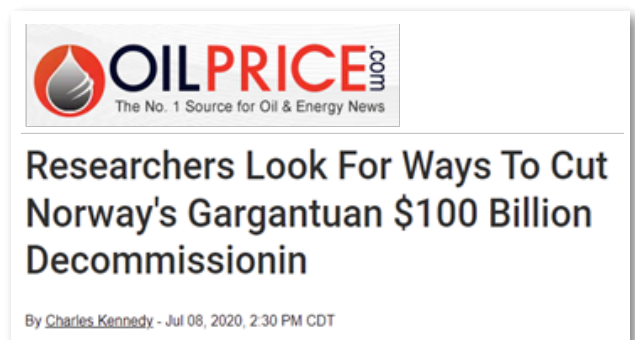 OILPRICE.com
The No. 1 Source for Oil & Energy News
Researchers Look For Ways To Cut
Norway's Gargantuan $100 Billion
Decommissionin
By Charles Kennedy - Jul 08, 2020, 2:30 PM CDT